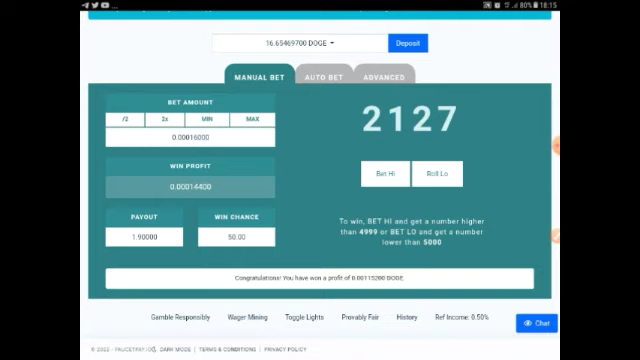 80% 18:15
16.65469700 DOGE
Deposit
MANUAL BET
AUTO BET
ADVANCED
BET AMOUNT
/2 2x MIN MAX
0.00016000
WIN PROFIT
0.00014400
PAYOUT
WIN CHANCE
1.90000
50.00
2127
Bet Hi
Roll Lo
To win, BET HI and get a number higher
than 4999 or BET LO and get a number
lower than 5000
Congratulations! You have won a profit of 0.00115200 DOGE.
Gamble Responsibly Wager Mining Toggle Lights Provably Fair History Ref Income: 0.50%
Chat
© 2022 - FAUCETPAY.IO DARK MODE | TERMS & CONDITIONS | PRIVACY POLICY